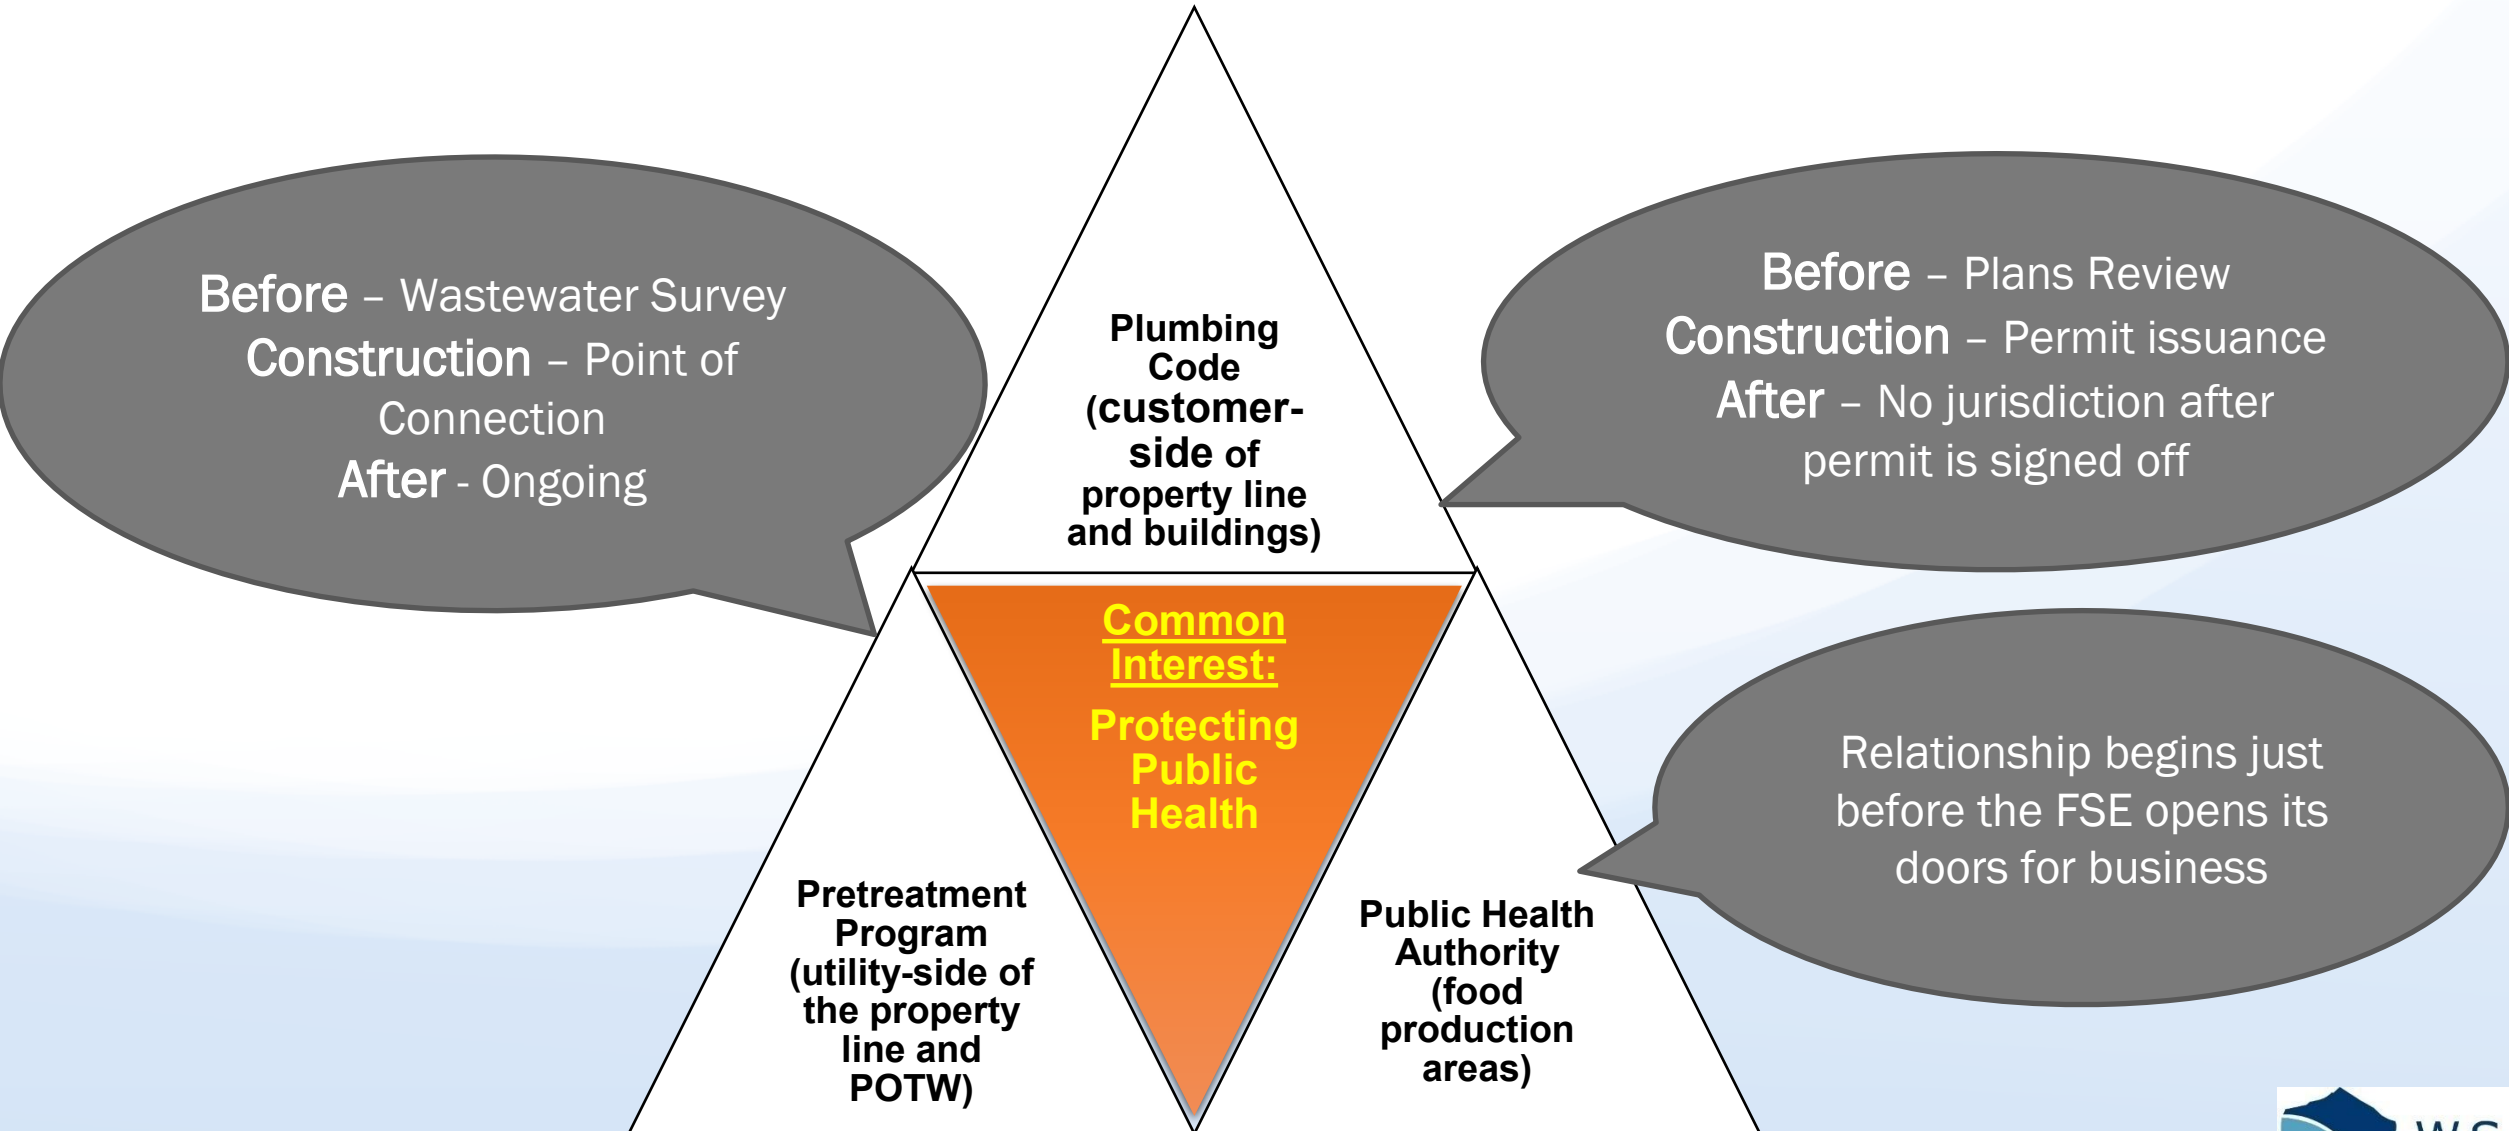 Before – Wastewater Survey
Construction – Point of
Connection
After - Ongoing
Plumbing
Code
(customer-
side of
property line
and buildings)
Before – Plans Review
Construction – Permit issuance
After – No jurisdiction after
permit is signed off
Common
Interest:
Protecting
Public
Health
Relationship begins just
before the FSE opens its
doors for business
Pretreatment
Program
(utility-side of
the property
line and
POTW)
Public Health
Authority
(food
production
areas)